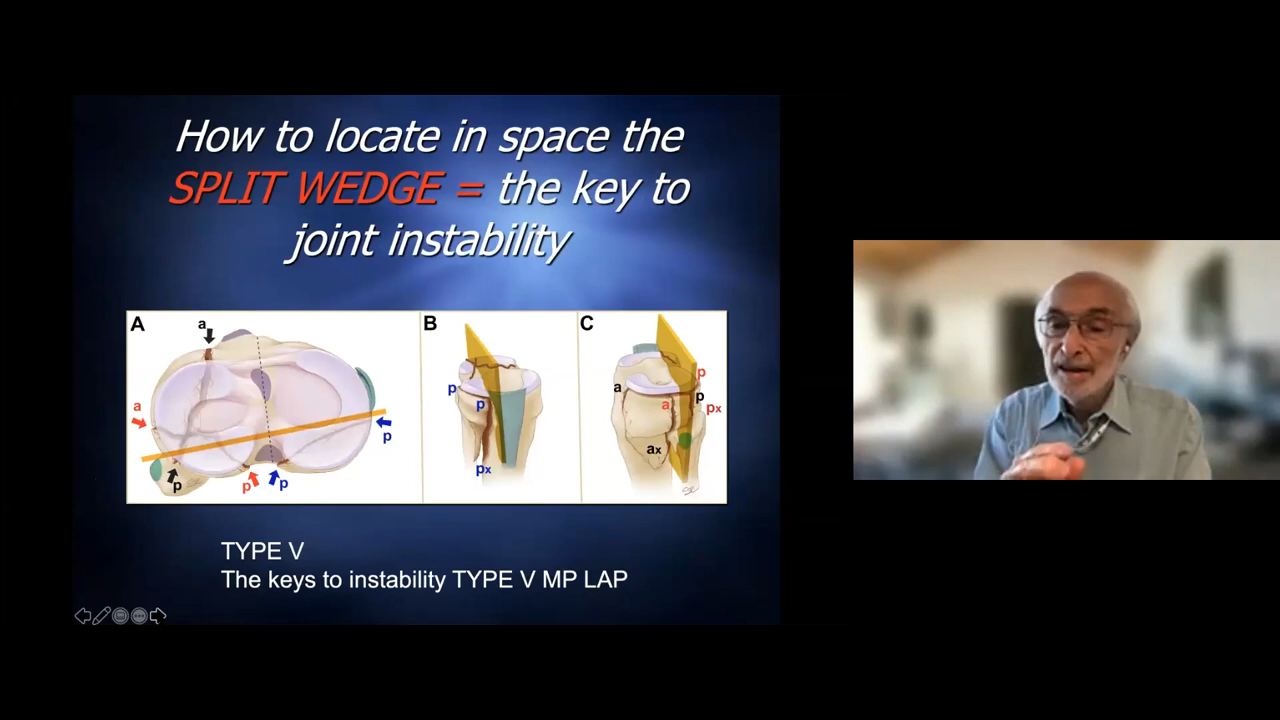 How to locate in space the
SPLIT WEDGE = the key to
joint instability
A
a
a
p
p
p
p
B
p
p
px
C
a
a
ax
p
p
px
TYPE V
The keys to instability TYPE V MP LAP